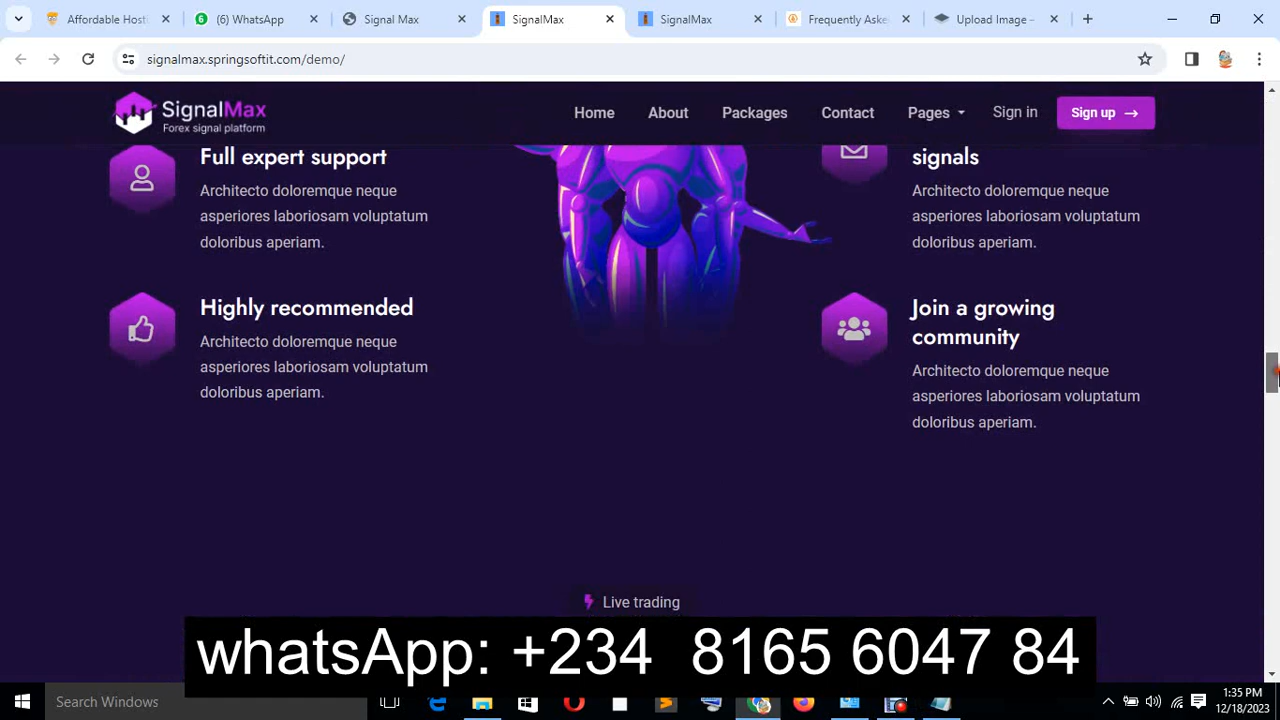 Affordable Host
(6) WhatsApp
Signal Max
SignalMax
SignalMax
Frequently Aske
Upload Image –
signalmax.springsoftit.com/demo/
SignalMax
Forex signal platform
Home
About
Packages
Contact
Pages
Sign in
Sign up
Full expert support
Architecto doloremque neque
asperiores laboriosam voluptatum
doloribus aperiam.
signals
Architecto doloremque neque
asperiores laboriosam voluptatum
doloribus aperiam.
Highly recommended
Architecto doloremque neque
asperiores laboriosam voluptatum
doloribus aperiam.
Join a growing
community
Architecto doloremque neque
asperiores laboriosam voluptatum
doloribus aperiam.
Live trading
whatsApp: +234 8165 6047 84
Search Windows
1:35 PM
12/18/2023